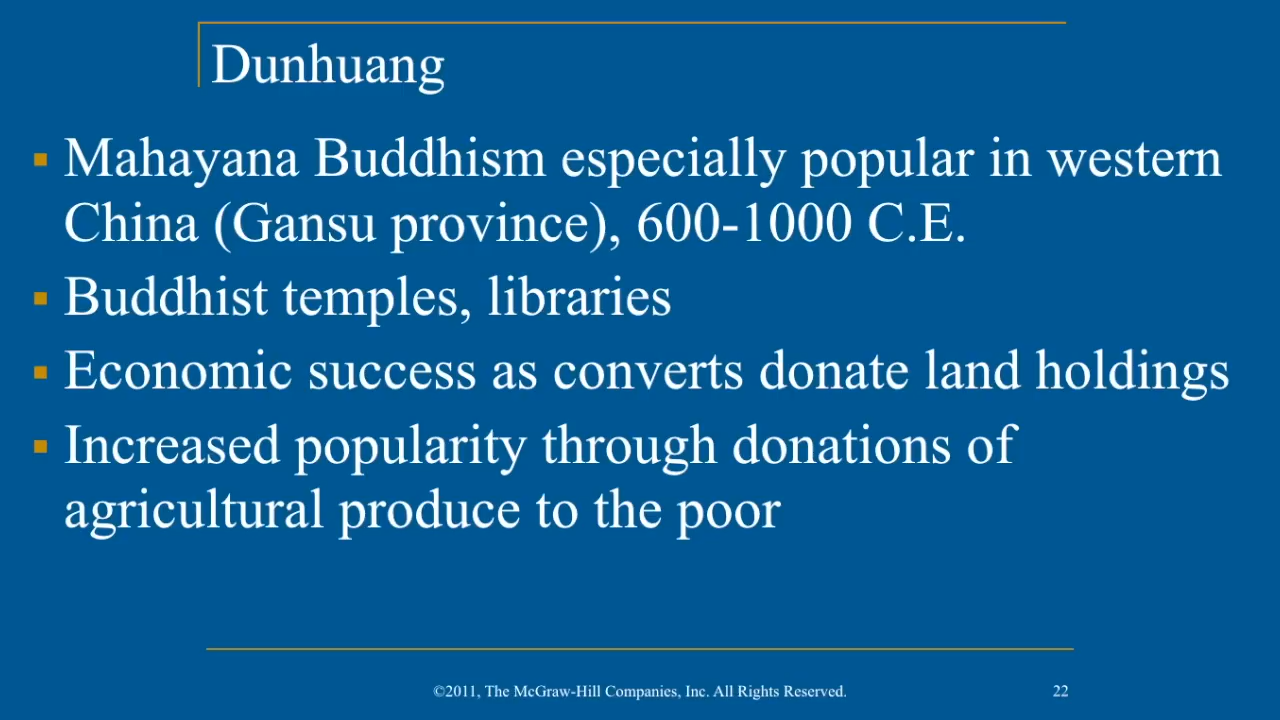 Dunhuang
▪ Mahayana Buddhism especially popular in western
China (Gansu province), 600-1000 C.E.
▪ Buddhist temples, libraries
▪ Economic success as converts donate land holdings
▪ Increased popularity through donations of
agricultural produce to the poor
©2011, The McGraw-Hill Companies, Inc. All Rights Reserved.
22